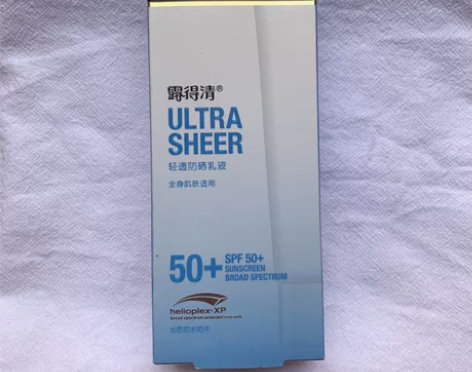 露得清®
ULTRA
SHEER
轻透防晒乳液
全身肌肤适用
50+
SPF 50+
SUNSCREEN
BROAD SPECTRUM
helioplex·XP